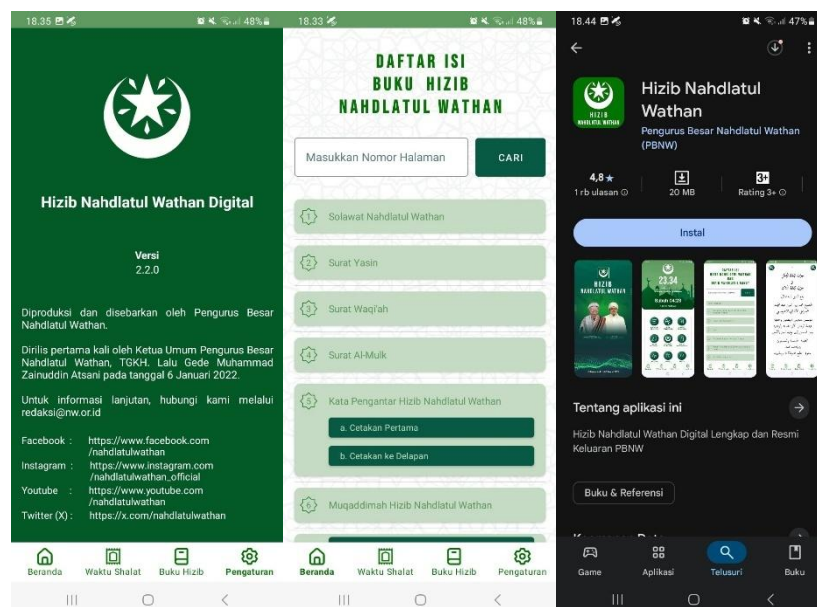 18.35
48%
Hizib Nahdlatul Wathan Digital
Versi
2.2.0
Diproduksi dan disebarkan oleh Pengurus Besar
Nahdlatul Wathan.
Dirilis pertama kali oleh Ketua Umum Pengurus Besar
Nahdlatul Wathan, TGKH. Lalu Gede Muhammad
Zainuddin Atsani pada tanggal 6 Januari 2022.
Untuk informasi lanjutan, hubungi kami melalui
redaksi@nw.or.id
Facebook : https://www.facebook.com
/nahdlatulwathan
Instagram : https://www.instagram.com
/nahdlatulwathan_official
Youtube : https://www.youtube.com
/nahdlatulwathan
Twitter (X) : https://x.com/nahdlatulwathan
Beranda Waktu Shalat Buku Hizib Pengaturan
18.33
48%
DAFTAR ISI
BUKU HIZIB
NAHDLATUL WATHAN
Masukkan Nomor Halaman CARI
1 Solawat Nahdlatul Wathan
2 Surat Yasin
3 Surat Waqi'ah
4 Surat Al-Mulk
5 Kata Pengantar Hizib Nahdlatul Wathan
a. Cetakan Pertama
b. Cetakan ke Delapan
6 Muqaddimah Hizib Nahdlatul Wathan
Beranda Waktu Shalat Buku Hizib Pengaturan
18.44
47%
HIZIB
NAHDLATUL WATHAN
Hizib Nahdlatul
Wathan
Pengurus Besar Nahdlatul Wathan
(PBNW)
4,8★
1 rb ulasan
20 MB
3+
Rating 3+
Instal
HIZIB
NAHDLATUL WATHAN
23.34
Tentang aplikasi ini
Hizib Nahdlatul Wathan Digital Lengkap dan Resmi
Keluaran PBNW
Buku & Referensi
Game Aplikasi Telusuri Buku